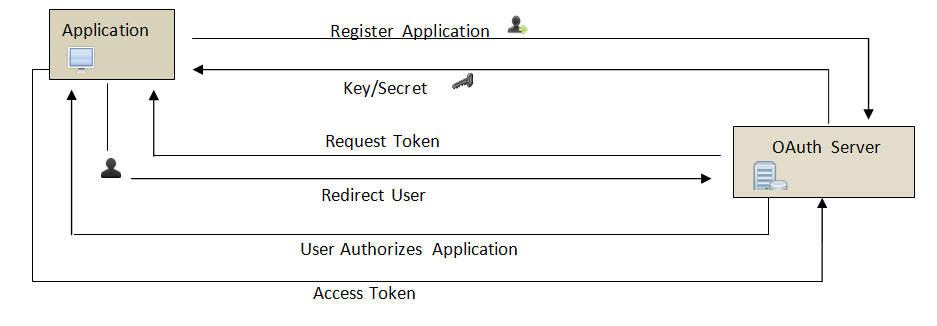 Application
Register Application
Key/Secret
Request Token
OAuth Server
Redirect User
User Authorizes Application
Access Token